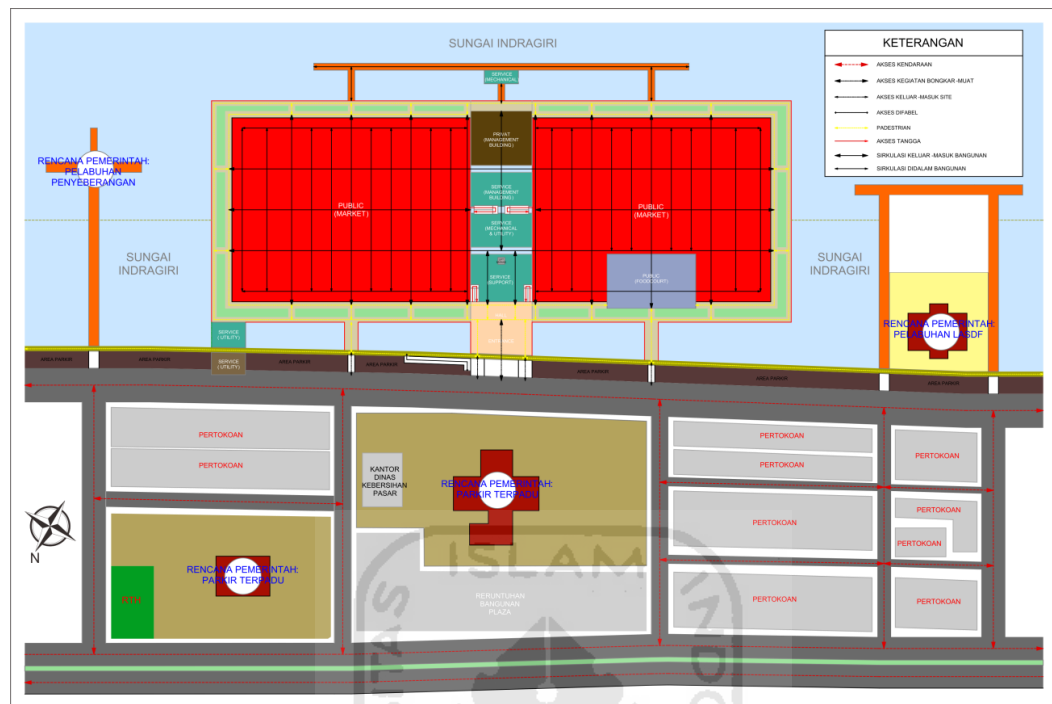 SUNGAI INDRAGIRI
KETERANGAN
AKSES KENDARAAN
AKSES KEGIATAN BONGKAR -MUAT
AKSES KELUAR -MASUK SITE
AKSES DIFABEL
PADESTRIAN
AKSES TANGGA
SIRKULASI KELUAR -MASUK BANGUNAN
SIRKULASI DIDALAM BANGUNAN
SERVICE
(MECHANICAL)
PRIVAT
(MANAGEMENT
BUILDING)
RENCANA PEMERINTAH:
PELABUHAN
PENYEBERANGAN
SERVICE
(MANAGEMENT
BUILDING)
PUBLIC
(MARKET)
PUBLIC
(MARKET)
SERVICE
(MECHANICAL
& UTILITY)
SUNGAI
INDRAGIRI
SUNGAI
INDRAGIRI
SERVICE
(SUPPORT)
PUBLIC
(FOODCOURT)
RENCANA PEMERINTAH:
PELABUHAN LASDF
SERVICE
(UTILITY)
SERVICE
(UTILITY)
AREA PARKIR
AREA PARKIR
AREA PARKIR
AREA PARKIR
AREA PARKIR
AREA PARKIR
AREA PARKIR
AREA PARKIR
PERTOKOAN
PERTOKOAN
KANTOR
DINAS
KEBERSIHAN
PASAR
RENCANA PEMERINTAH:
PARKIR TERPADU
PERTOKOAN
PERTOKOAN
PERTOKOAN
PERTOKOAN
PERTOKOAN
PERTOKOAN
PERTOKOAN
PERTOKOAN
N
RENCANA PEMERINTAH:
PARKIR TERPADU
RTH
RERUNTUHAN
BANGUNAN
PLAZA
ISLAM